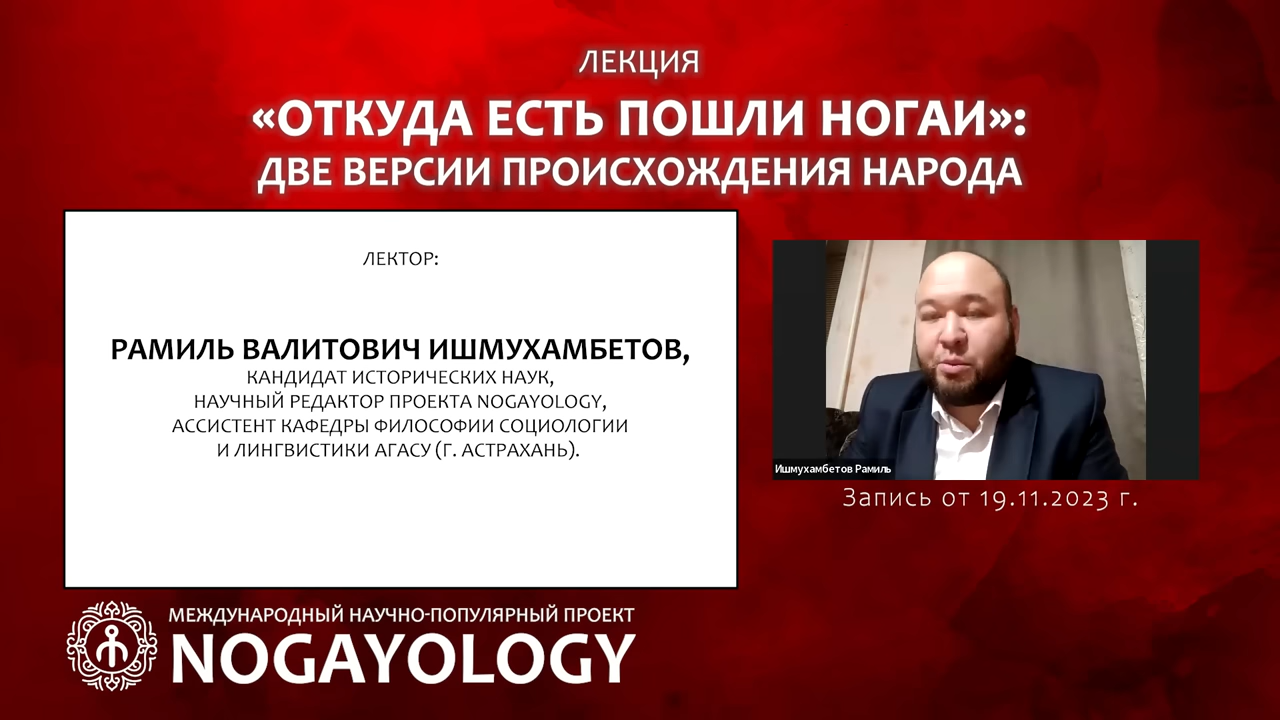 ЛЕКЦИЯ
«ОТКУДА ЕСТЬ ПОШЛИ НОГАИ»:
ДВЕ ВЕРСИИ ПРОИСХОЖДЕНИЯ НАРОДА
ЛЕКТОР:
РАМИЛЬ ВАЛИТОВИЧ ИШМУХАМБЕТОВ,
КАНДИДАТ ИСТОРИЧЕСКИХ НАУК,
НАУЧНЫЙ РЕДАКТОР ПРОЕКТА NOGAYOLOGY,
АССИСТЕНТ КАФЕДРЫ ФИЛОСОФИИ СОЦИОЛОГИИ
И ЛИНГВИСТИКИ АГАСУ (Г. АСТРАХАНЬ).
Ишмухамбетов Рамиль
Запись от 19.11.2023 г.
МЕЖДУНАРОДНЫЙ НАУЧНО-ПОПУЛЯРНЫЙ ПРОЕКТ
NOGAYOLOGY